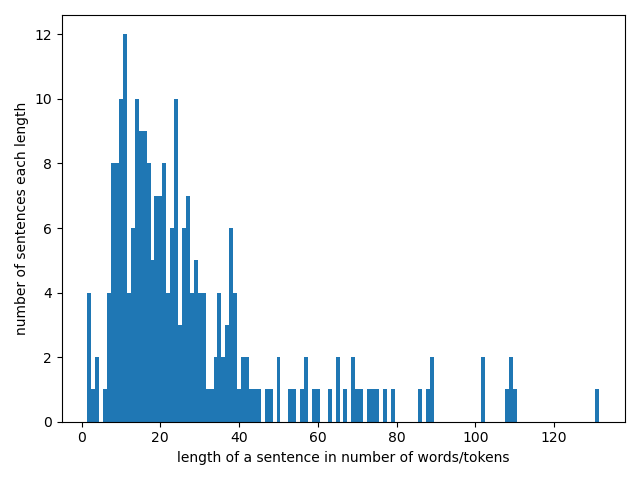 12
10
8
6
4
2
0
number of sentences each length
0 20 40 60 80 100 120
length of a sentence in number of words/tokens